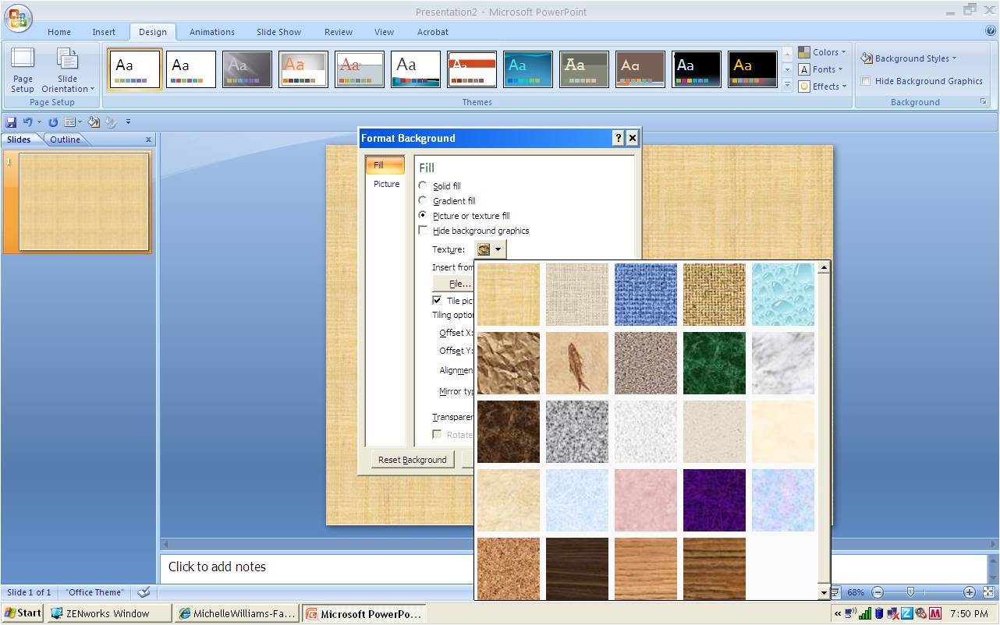 Presentation2 - Microsoft PowerPoint
Home Insert Design Animations Slide Show Review View Acrobat
Aa Aa Aa Aa Aa Aa Aa Aa Aa Aa Aa Aa
Colors
Fonts
Effects
Background Styles
Hide Background Graphics
Page Setup
Slide Orientation
Page Setup Themes Background
Slides Outline x
1
Format Background
Fill
Picture
Fill
Solid fill
Gradient fill
Picture or texture fill
Hide background graphics
Texture:
Insert from
File...
Tile pic
Tiling optio
Offset X:
Offset Y:
Alignmen
Mirror typ
Transparen
Rotate
Reset Background
Click to add notes
Slide 1 of 1 "Office Theme" 68%
Start ZENworks Window MichelleWilliams-Fa... Microsoft PowerPo... 7:50 PM